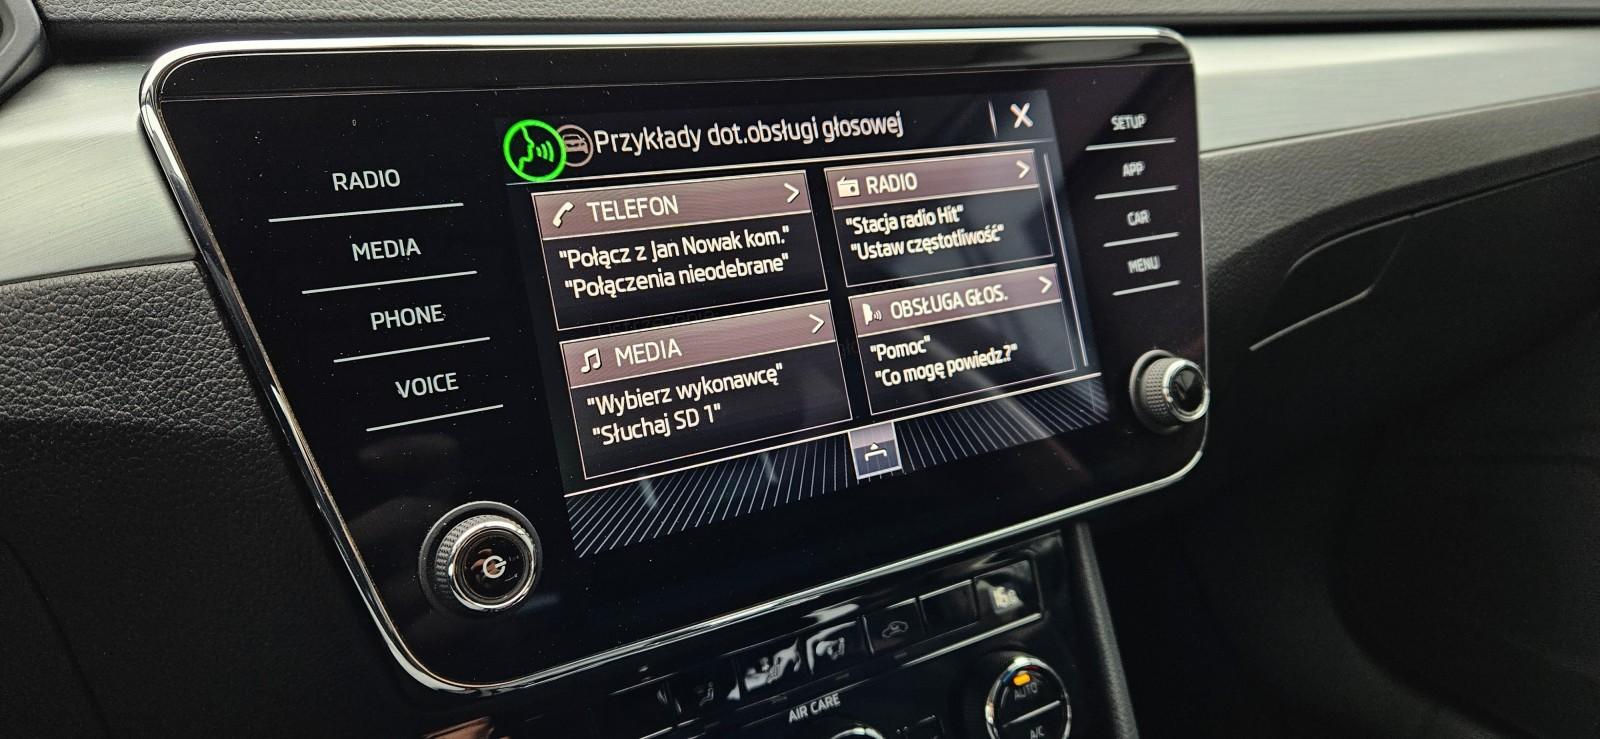 RADIO
MEDIA
PHONE
VOICE
Przykłady dot.obsługi głosowej
X
TELEFON
"Połącz z Jan Nowak kom."
"Połączenia nieodebrane"
RADIO
"Stacja radio Hit"
"Ustaw częstotliwość"
MEDIA
"Wybierz wykonawcę"
"Słuchaj SD 1"
OBSŁUGA GŁOS.
"Pomoc"
"Co mogę powiedz.?"
SETUP
APP
CAR
MENU
AIR CARE
AUTO
A/C